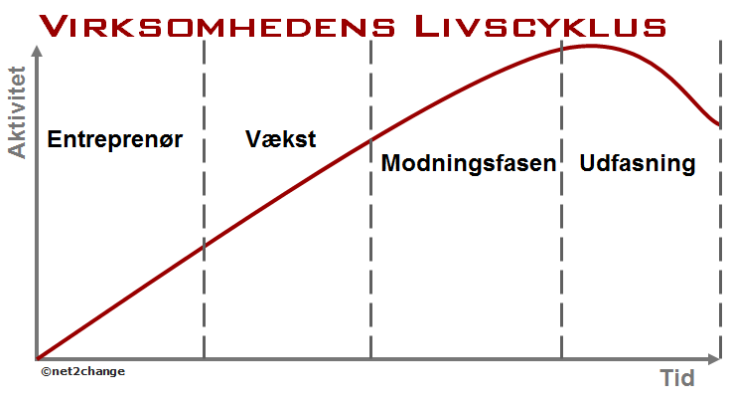 VIRKSOMHEDENS LIVSCYKLUS
Aktivitet
Entreprenør
Vækst
Modningsfasen
Udfasning
©net2change
Tid